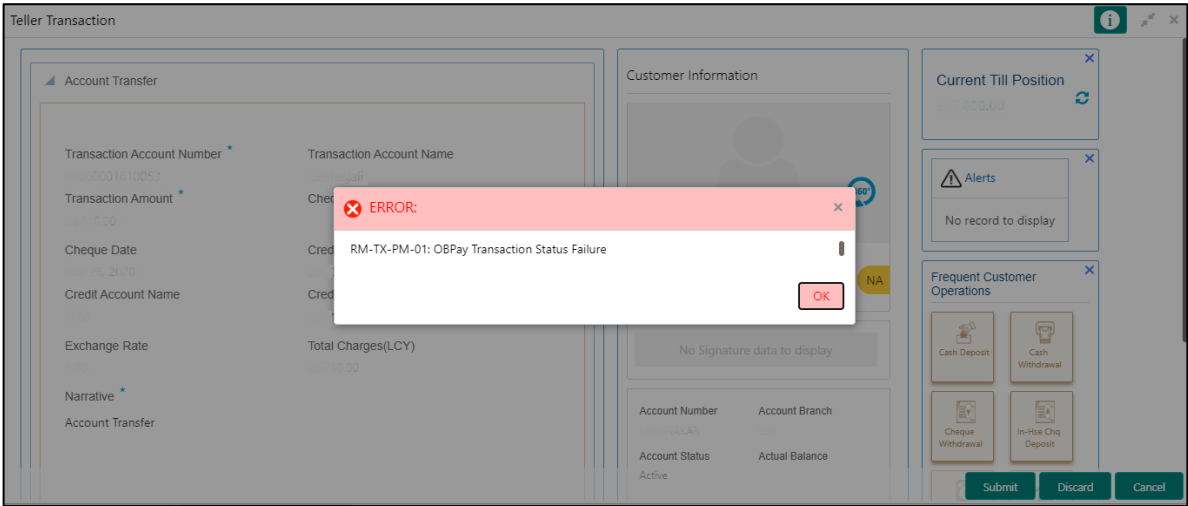 Teller Transaction
Account Transfer
Transaction Account Number *
Transaction Account Name
Transaction Amount *
Cheque Date
Credit Account Name
Exchange Rate
Total Charges(LCY)
Narrative *
Account Transfer
ERROR:
RM-TX-PM-01: OBPay Transaction Status Failure
OK
Customer Information
360°
NA
No Signature data to display
Account Number
Account Branch
Account Status
Actual Balance
Active
Current Till Position
Alerts
No record to display
Frequent Customer
Operations
Cash Deposit
Cash
Withdrawal
Cheque
Withdrawal
In-Hse Chq
Deposit
Submit
Discard
Cancel